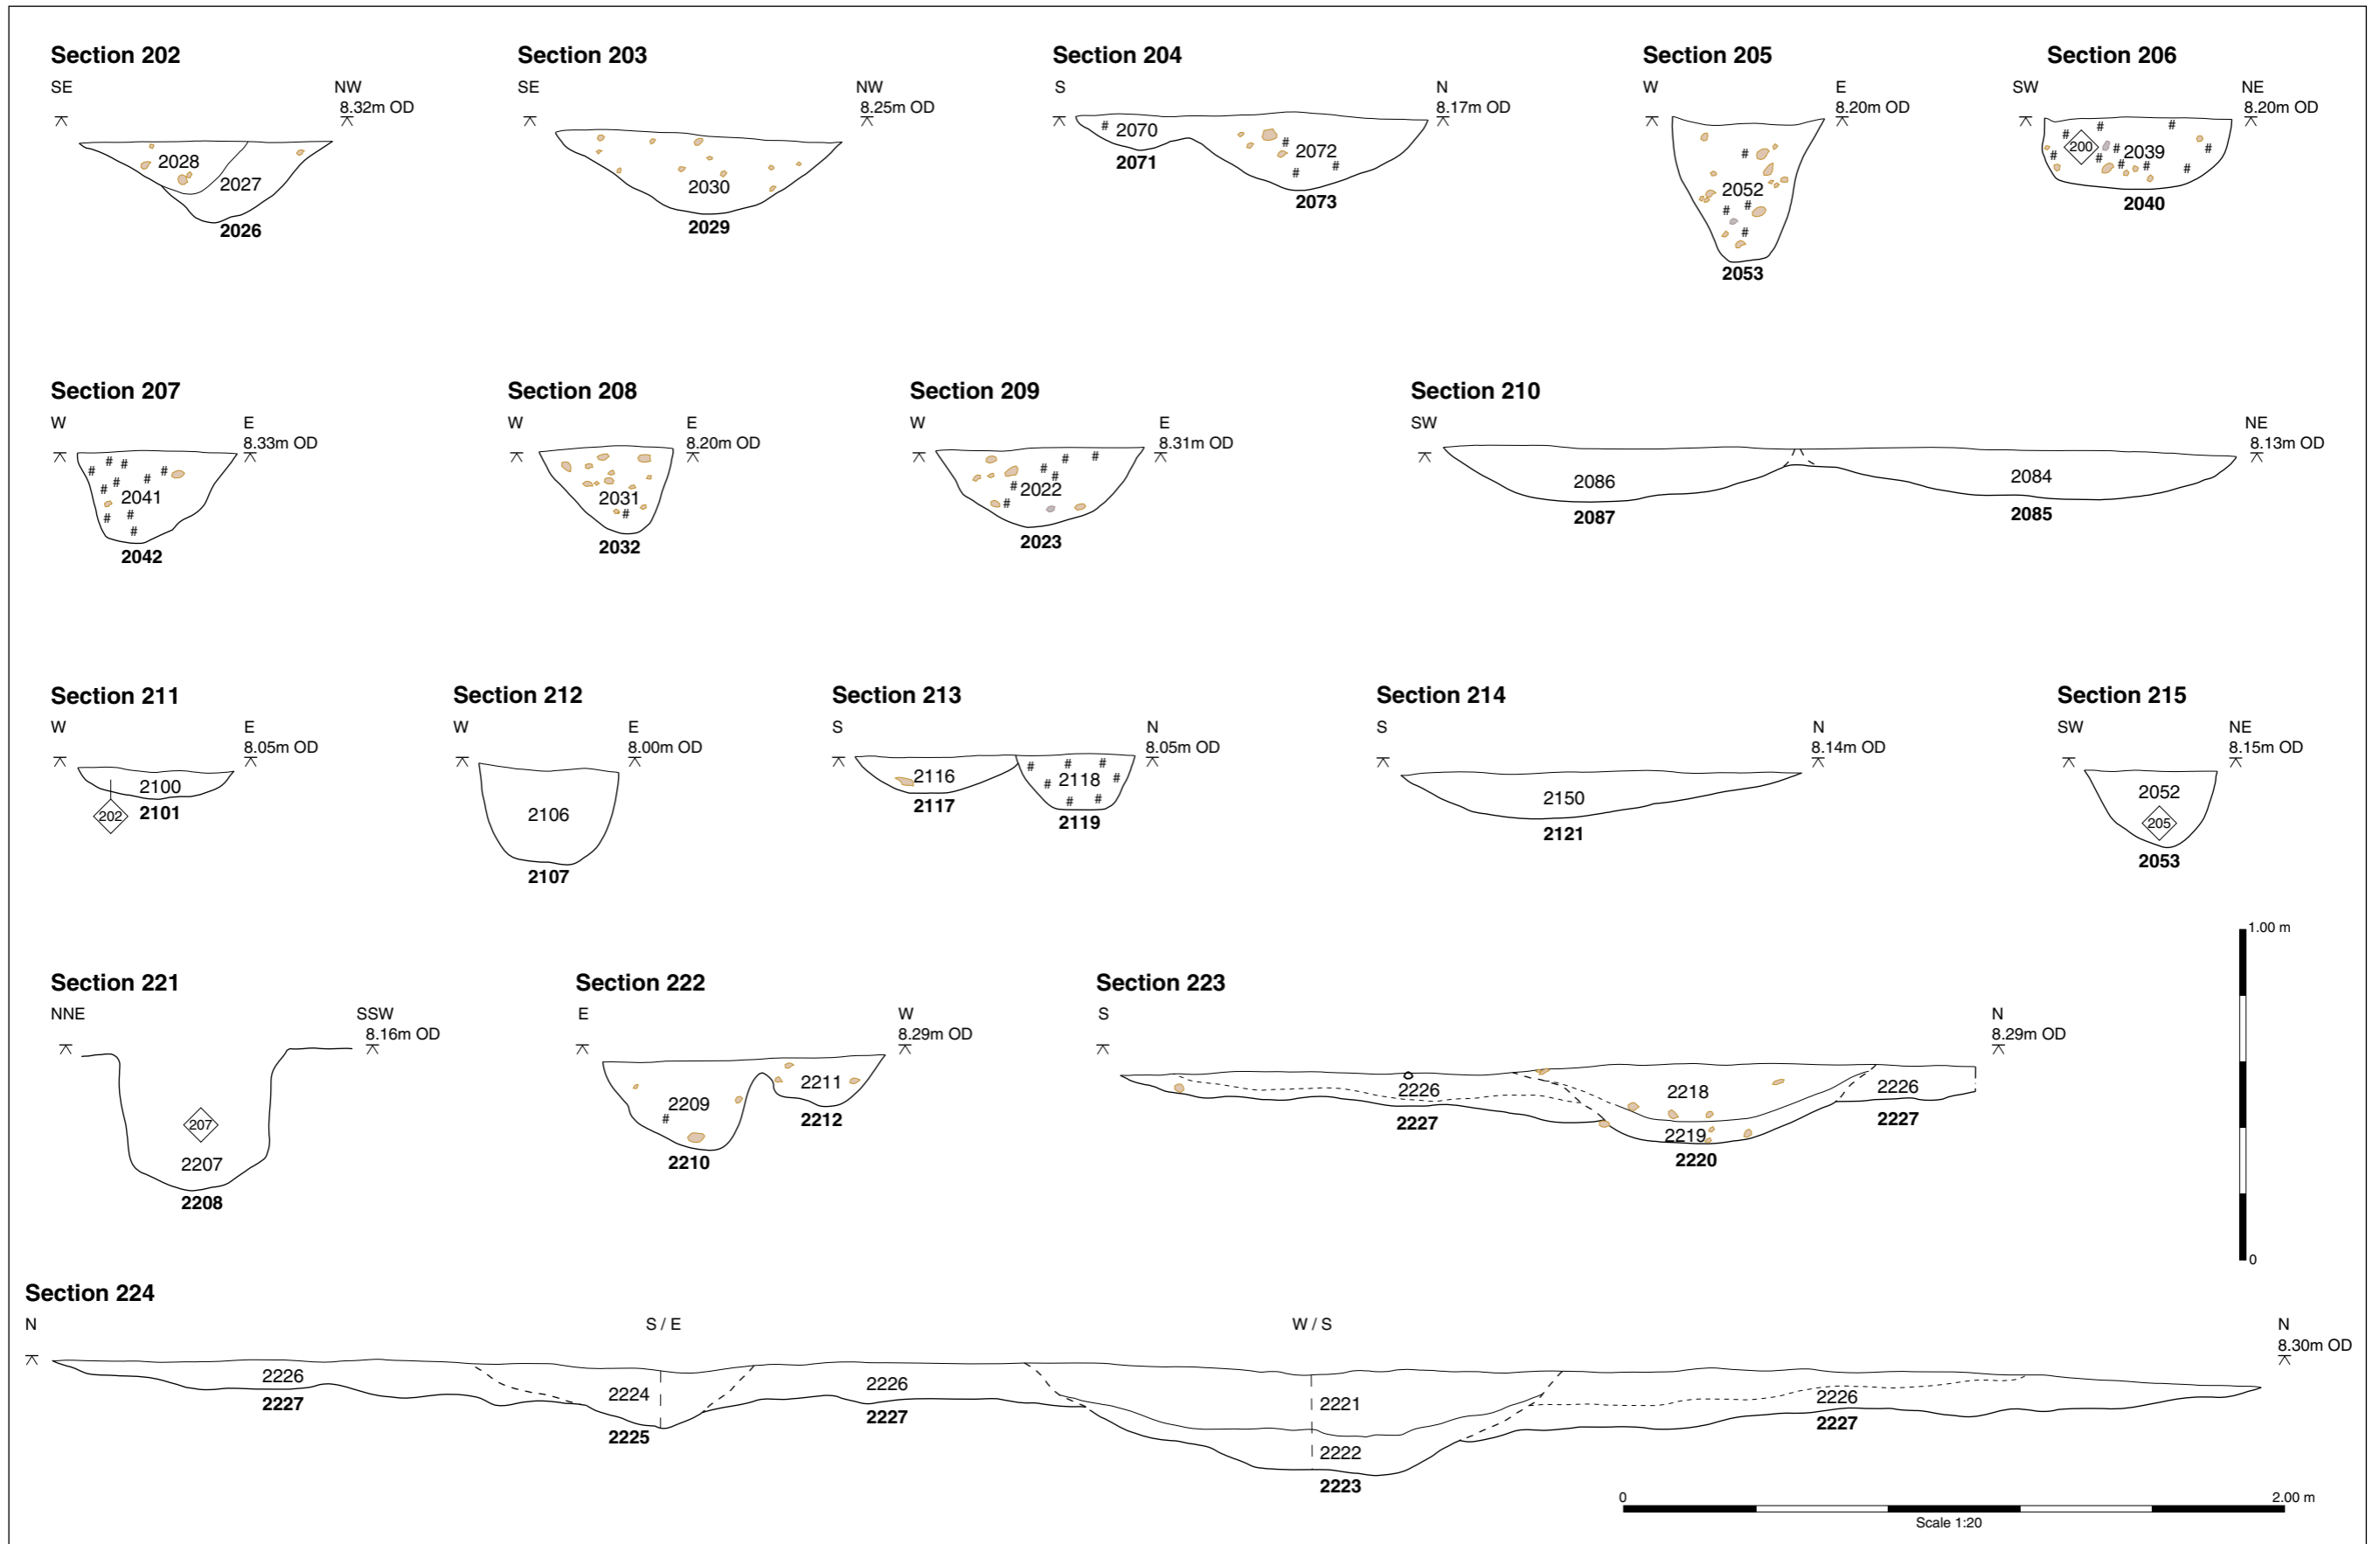 Section 202
SE NW
8.32m OD
2028
2027
2026
Section 203
SE NW
8.25m OD
2030
2029
Section 204
S N
8.17m OD
# 2070
2071
#
2072
# #
2073
Section 205
W E
8.20m OD
#
2052
# #
#
2053
Section 206
SW NE
8.20m OD
# # #
200 # 2039 #
# # # # #
2040
Section 207
W E
8.33m OD
# # # # #
# # #
2041
# #
#
2042
Section 208
W E
8.20m OD
2031
#
2032
Section 209
W E
8.31m OD
# #
# #
# 2022
#
2023
Section 210
SW NE
8.13m OD
2086 2084
2087 2085
Section 211
W E
8.05m OD
2100
202 2101
Section 212
W E
8.00m OD
2106
2107
Section 213
S N
8.05m OD
# # #
2116 # 2118 #
# #
2117 2119
Section 214
S N
8.14m OD
2150
2121
Section 215
SW NE
8.15m OD
2052
205
2053
Section 221
NNE SSW
8.16m OD
207
2207
2208
Section 222
E W
8.29m OD
2211
2209
#
2212
2210
Section 223
S N
8.29m OD
2226 2218 2226
2227 2219 2227
2220
1.00 m
0
Section 224
N S / E W / S N
8.30m OD
2226 2224 2226 2221 2226
2227 2225 2227 2222 2227
2223
0 2.00 m
Scale 1:20